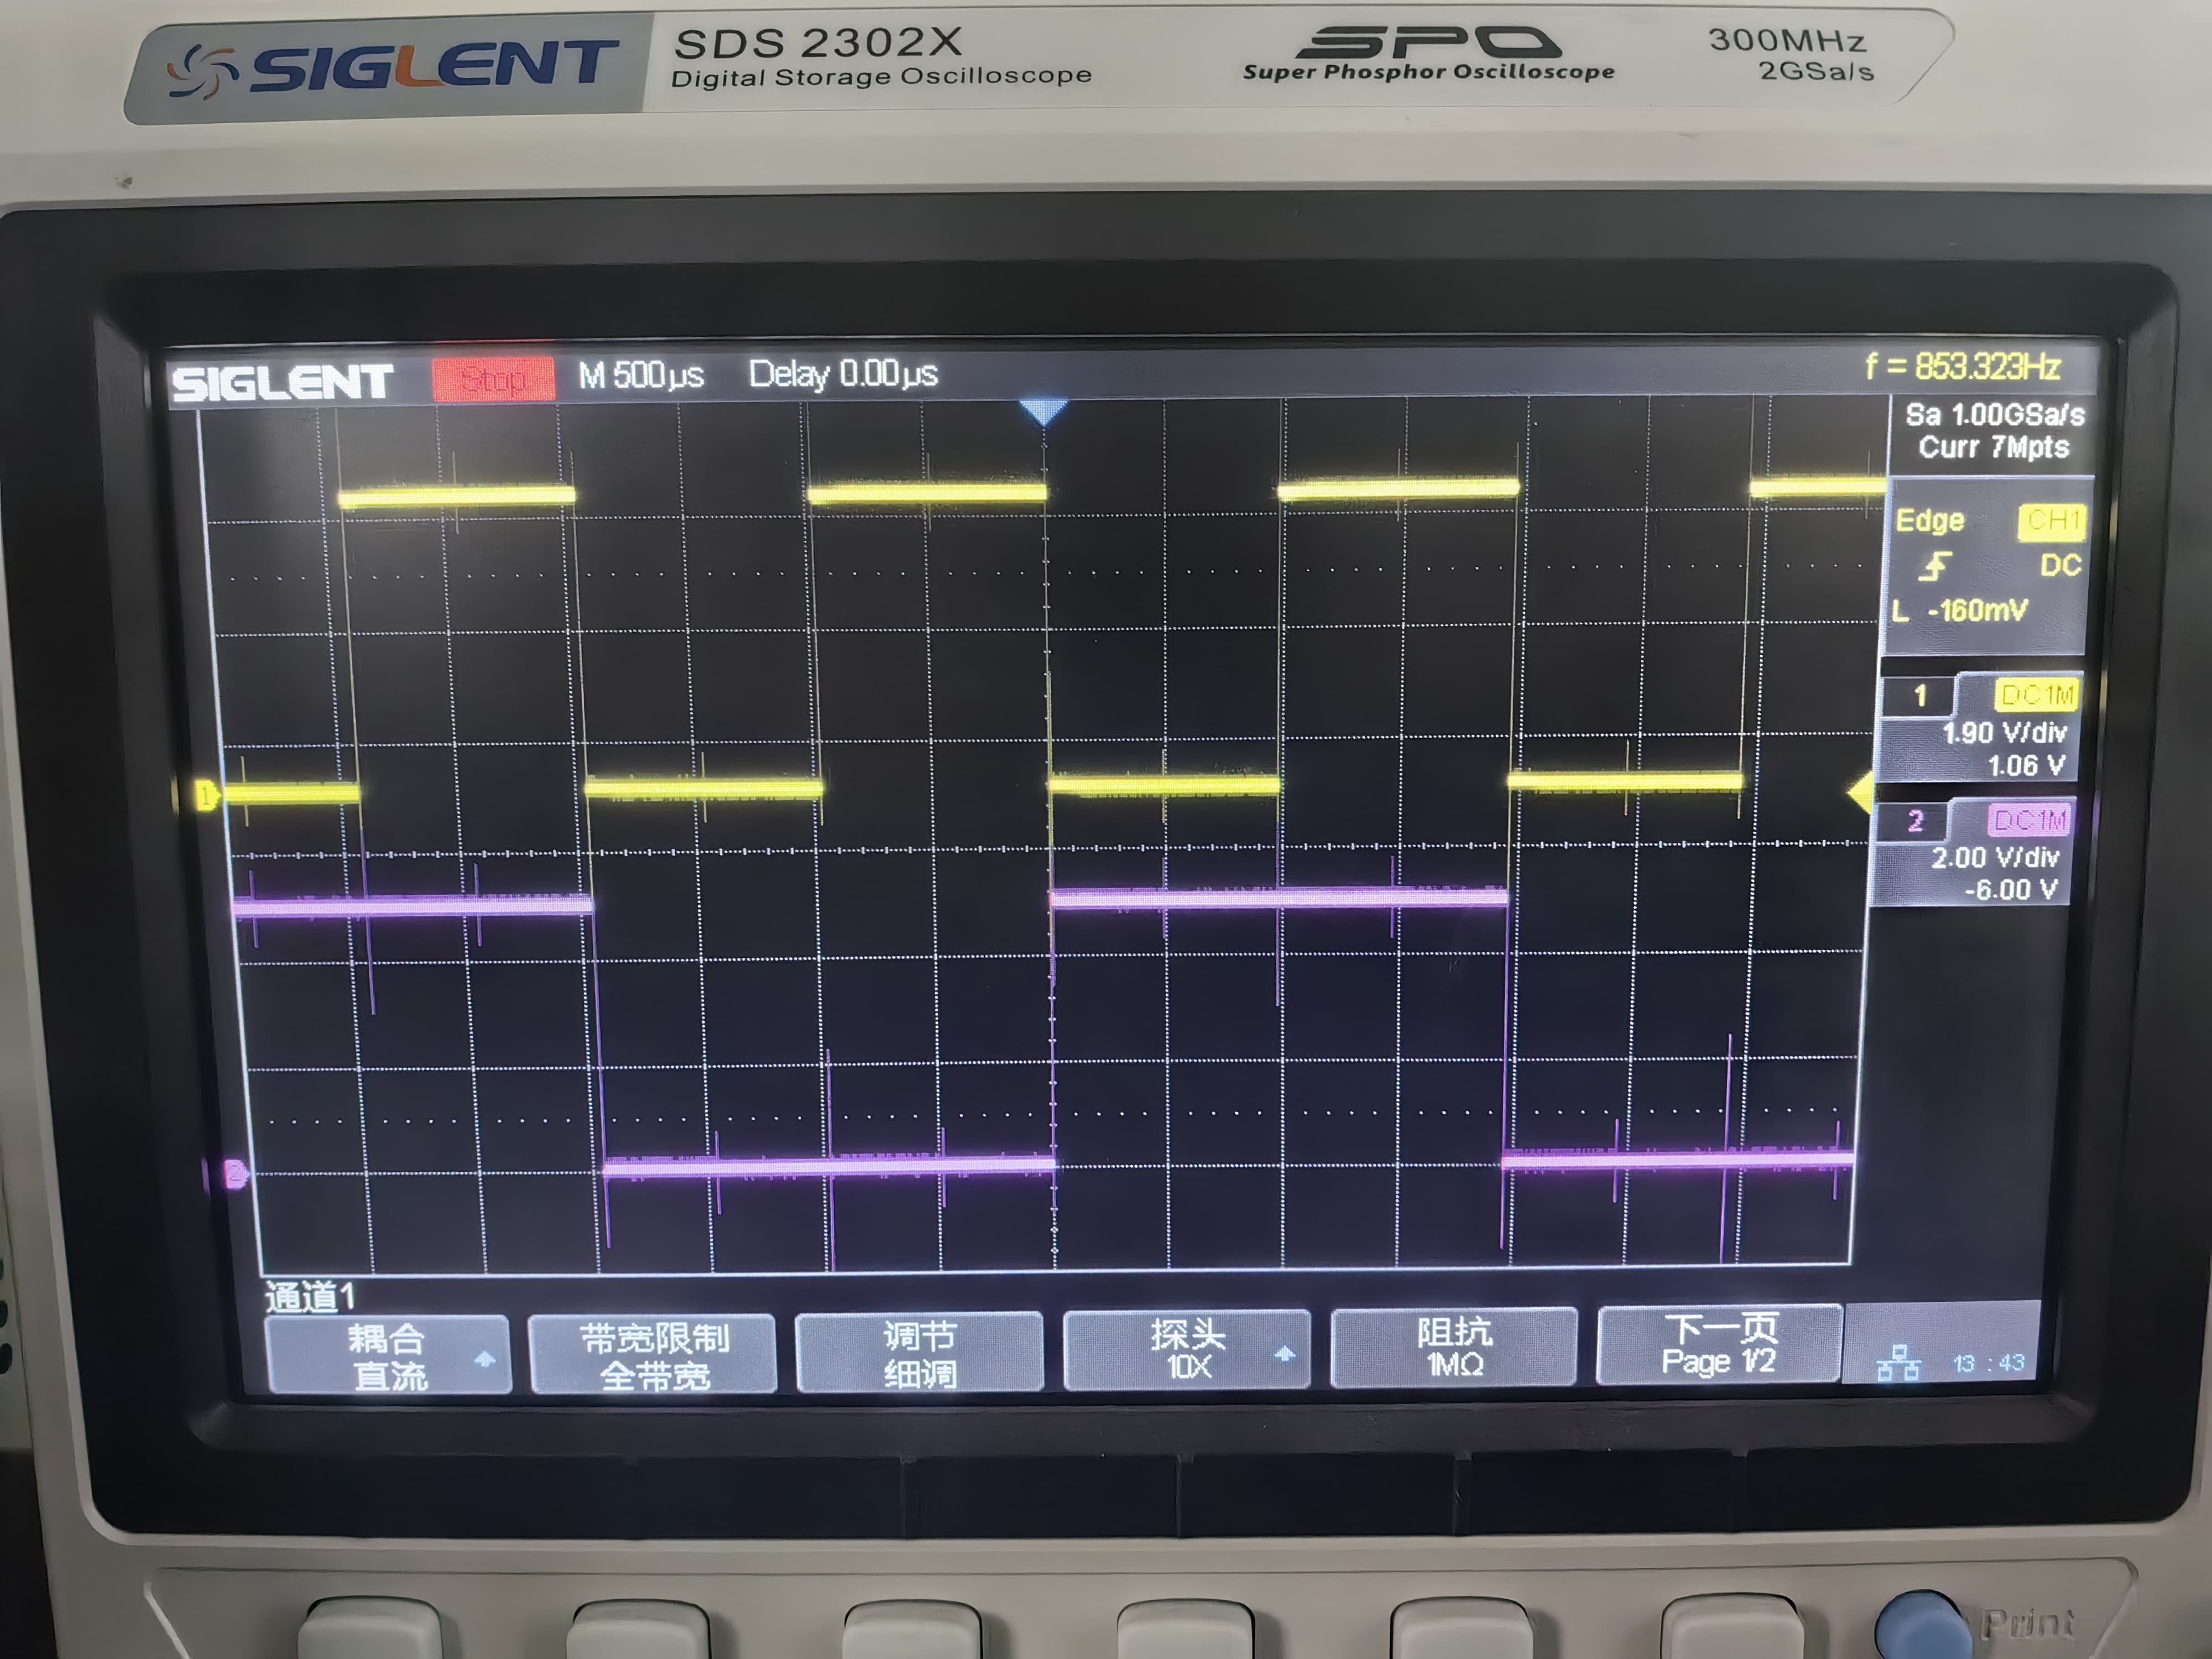 SIGLENT
SDS 2302X
Digital Storage Oscilloscope
SPO
Super Phosphor Oscilloscope
300MHz
2GSa/s
SIGLENT
Stop
M 500µs
Delay 0.00µs
f = 853.323Hz
Sa 1.00GSa/s
Curr 7Mpts
Edge
CH1
DC
L -160mV
1
DC1M
1.90 V/div
1.06 V
2
DC1M
2.00 V/div
-6.00 V
1
2
通道1
耦合
直流
带宽限制
全带宽
调节
细调
探头
10X
阻抗
1MΩ
下一页
Page 1/2
13 : 43
Print